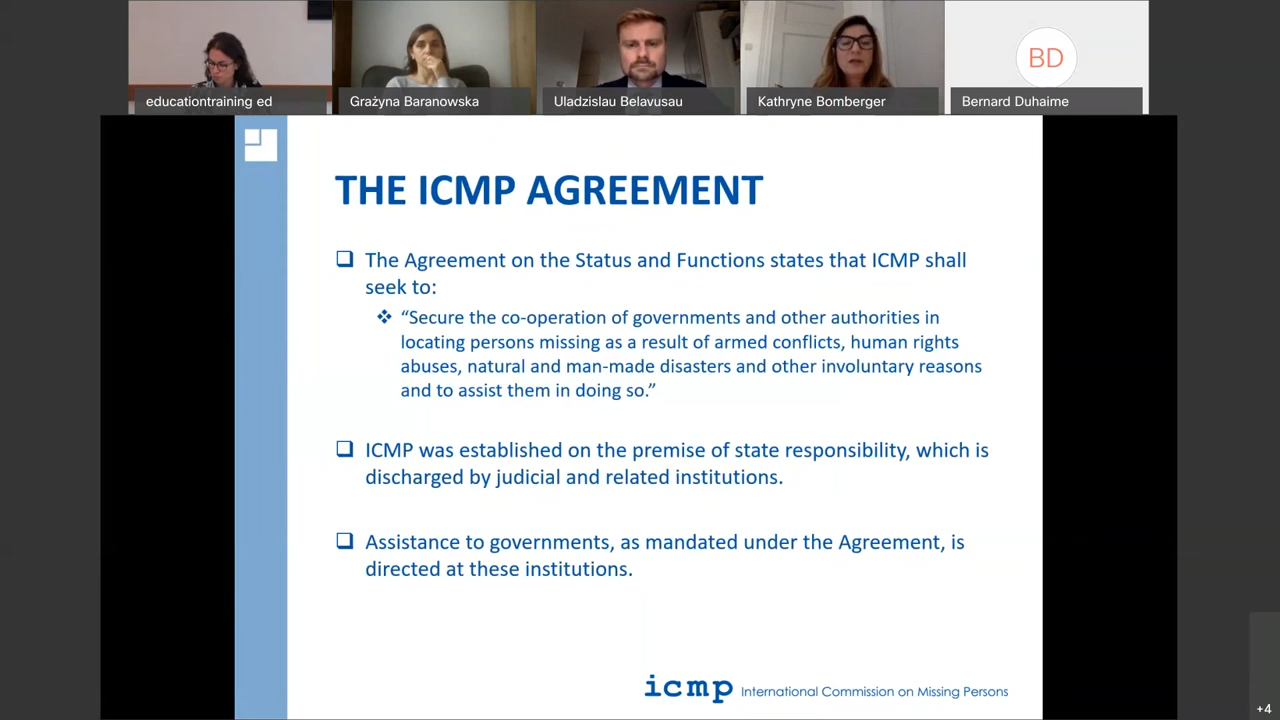 educationtraining ed
Grażyna Baranowska
Uladzislau Belavusau
Kathryne Bomberger
BD
Bernard Duhaime
THE ICMP AGREEMENT
The Agreement on the Status and Functions states that ICMP shall
seek to:
“Secure the co-operation of governments and other authorities in
locating persons missing as a result of armed conflicts, human rights
abuses, natural and man-made disasters and other involuntary reasons
and to assist them in doing so.”
ICMP was established on the premise of state responsibility, which is
discharged by judicial and related institutions.
Assistance to governments, as mandated under the Agreement, is
directed at these institutions.
icmp International Commission on Missing Persons
+4